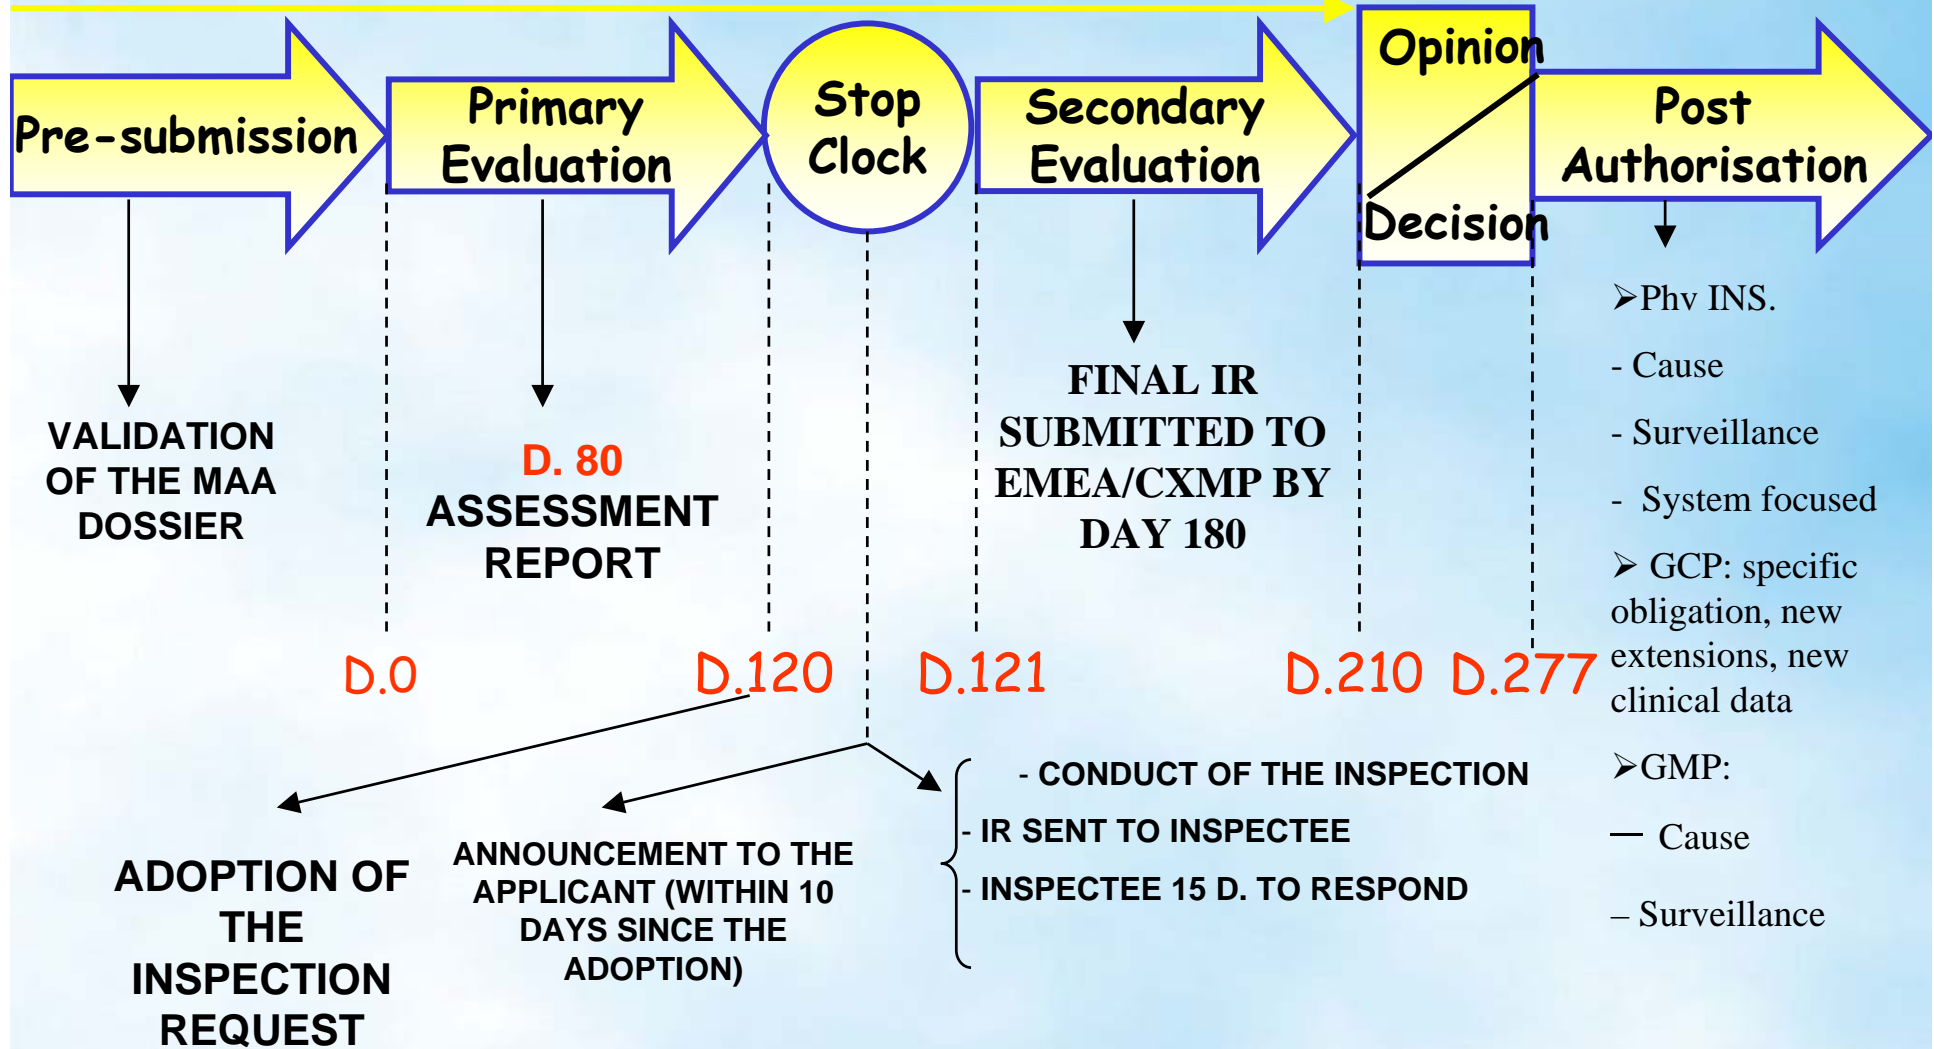 Pre-submission
Primary
Evaluation
Stop
Clock
Secondary
Evaluation
Opinion
Decision
Post
Authorisation
VALIDATION
OF THE MAA
DOSSIER
D. 80
ASSESSMENT
REPORT
FINAL IR
SUBMITTED TO
EMEA/CXMP BY
DAY 180
D.0
D.120
D.121
D.210
D.277
ADOPTION OF
THE
INSPECTION
REQUEST
ANNOUNCEMENT TO THE
APPLICANT (WITHIN 10
DAYS SINCE THE
ADOPTION)
- CONDUCT OF THE INSPECTION
- IR SENT TO INSPECTEE
- INSPECTEE 15 D. TO RESPOND
➢Phv INS.
- Cause
- Surveillance
- System focused
➢ GCP: specific
obligation, new
extensions, new
clinical data
➢GMP:
— Cause
– Surveillance